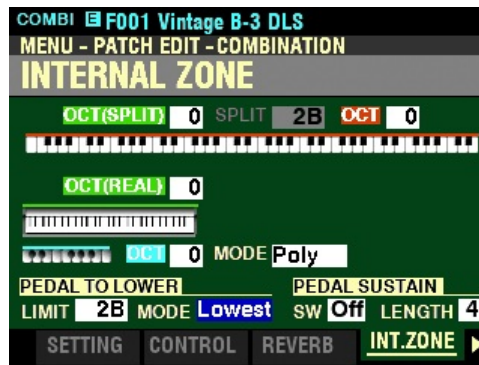 COMBI E F001 Vintage B-3 DLS
MENU - PATCH EDIT - COMBINATION
INTERNAL ZONE
OCT(SPLIT) 0 SPLIT 2B OCT 0
OCT(REAL) 0
OCT 0 MODE Poly
PEDAL TO LOWER PEDAL SUSTAIN
LIMIT 2B MODE Lowest SW Off LENGTH 4
SETTING CONTROL REVERB INT.ZONE